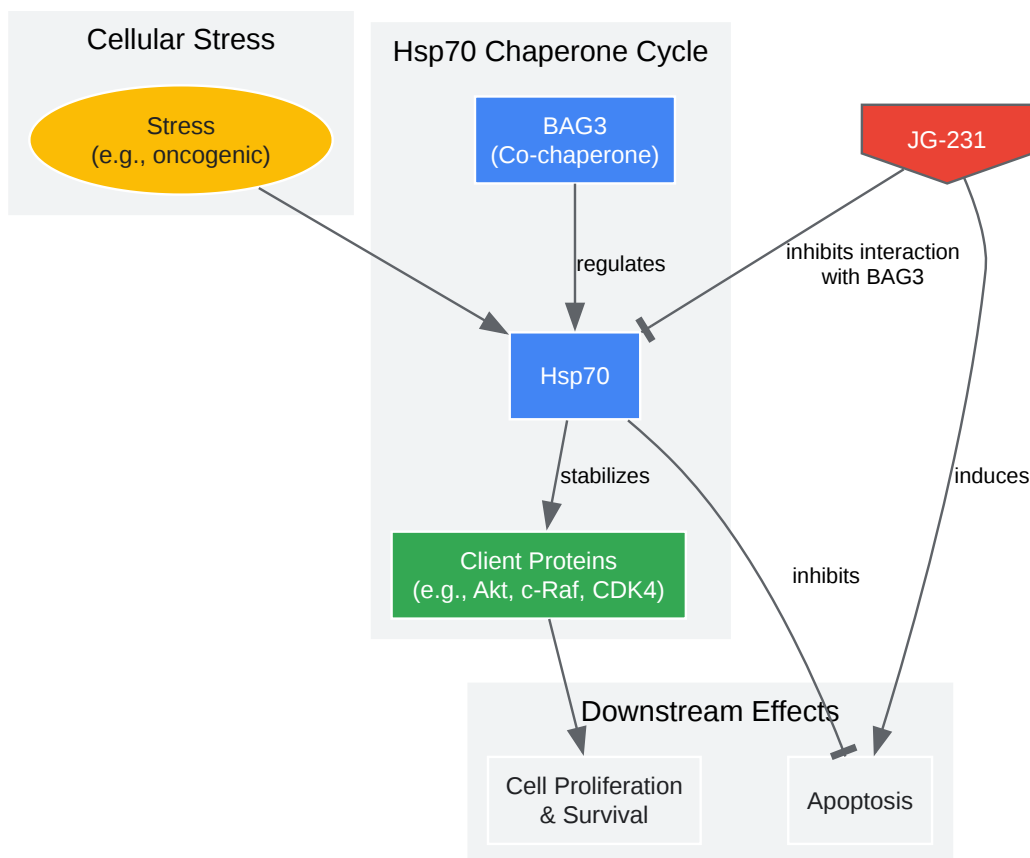 Cellular Stress
Hsp70 Chaperone Cycle
Stress
(e.g., oncogenic)
BAG3
(Co-chaperone)
JG-231
regulates
inhibits interaction
with BAG3
Hsp70
stabilizes
induces
Client Proteins
(e.g., Akt, c-Raf, CDK4)
inhibits
Downstream Effects
Cell Proliferation
& Survival
Apoptosis